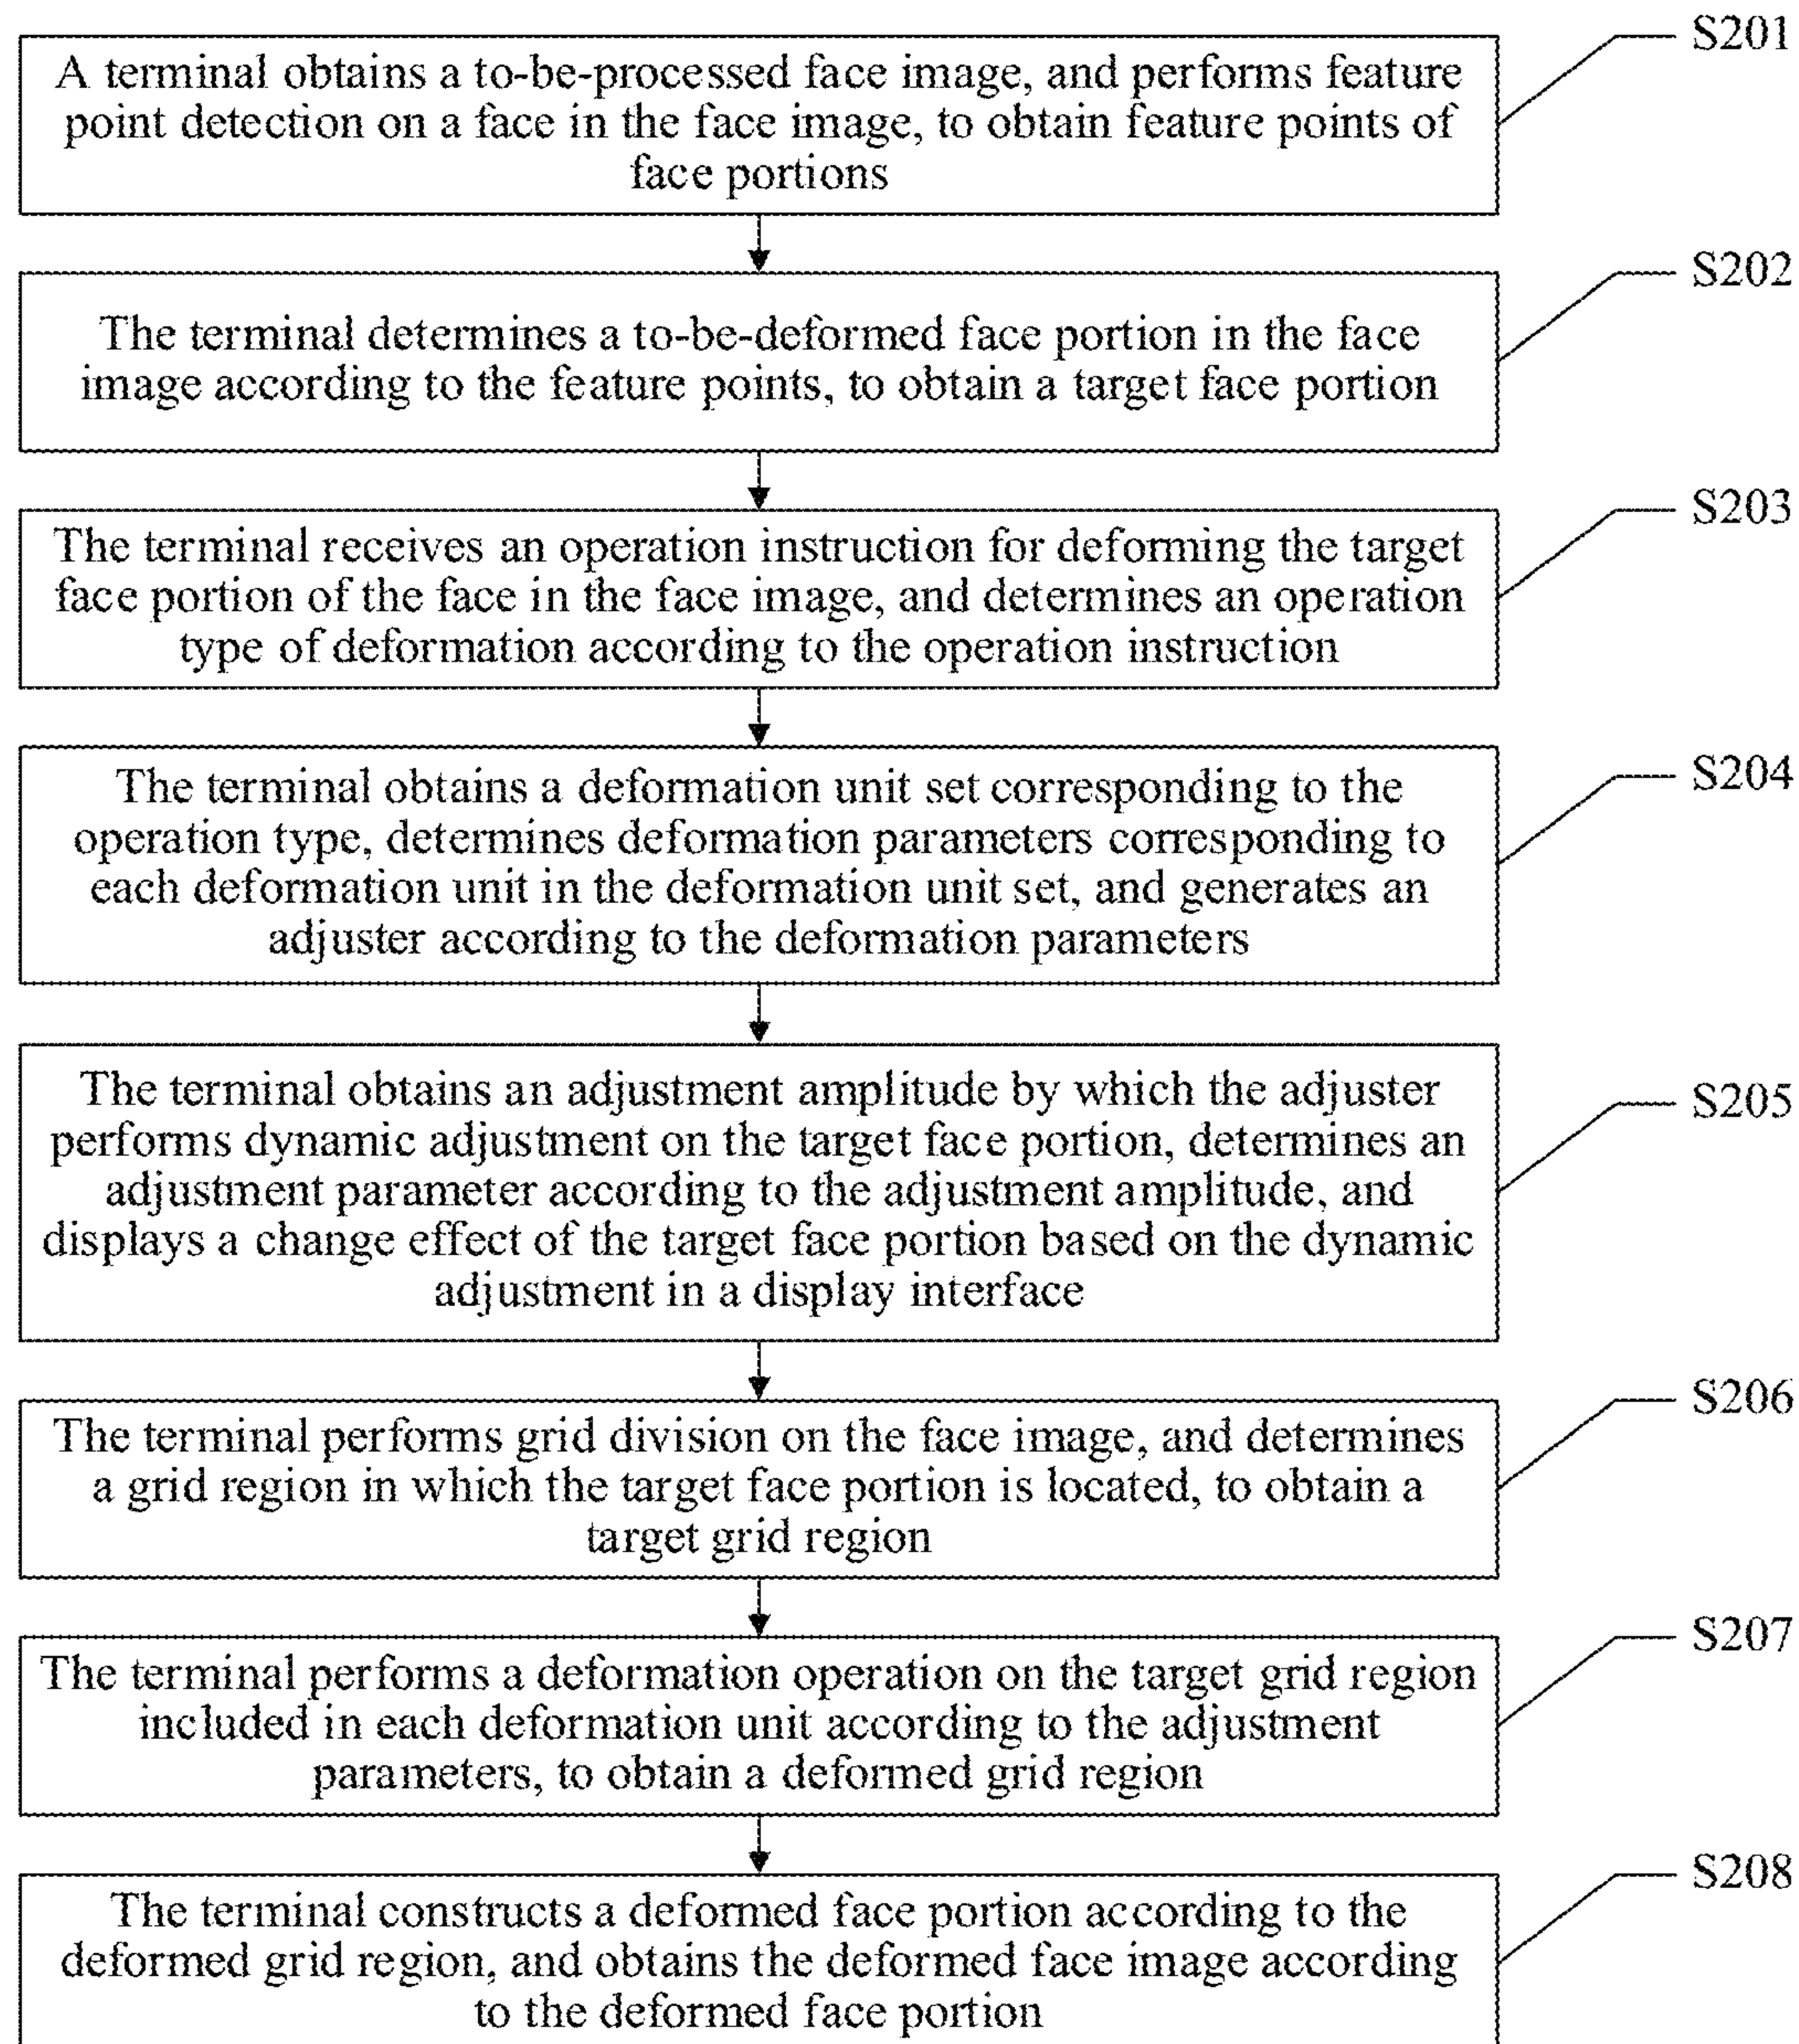 S201
A terminal obtains a to-be-processed face image, and performs feature
point detection on a face in the face image, to obtain feature points of
face portions
S202
The terminal determines a to-be-deformed face portion in the face
image according to the feature points, to obtain a target face portion
S203
The terminal receives an operation instruction for deforming the target
face portion of the face in the face image, and determines an operation
type of deformation according to the operation instruction
S204
The terminal obtains a deformation unit set corresponding to the
operation type, determines deformation parameters corresponding to
each deformation unit in the deformation unit set, and generates an
adjuster according to the deformation parameters
S205
The terminal obtains an adjustment amplitude by which the adjuster
performs dynamic adjustment on the target face portion, determines an
adjustment parameter according to the adjustment amplitude, and
displays a change effect of the target face portion based on the dynamic
adjustment in a display interface
S206
The terminal performs grid division on the face image, and determines
a grid region in which the target face portion is located, to obtain a
target grid region
S207
The terminal performs a deformation operation on the target grid region
included in each deformation unit according to the adjustment
parameters, to obtain a deformed grid region
S208
The terminal constructs a deformed face portion according to the
deformed grid region, and obtains the deformed face image according
to the deformed face portion